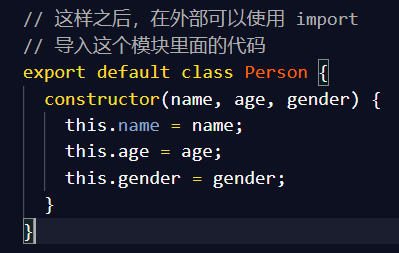 // 这样之后，在外部可以使用 import
// 导入这个模块里面的代码
export default class Person {
  constructor(name, age, gender) {
    this.name = name;
    this.age = age;
    this.gender = gender;
  }
}